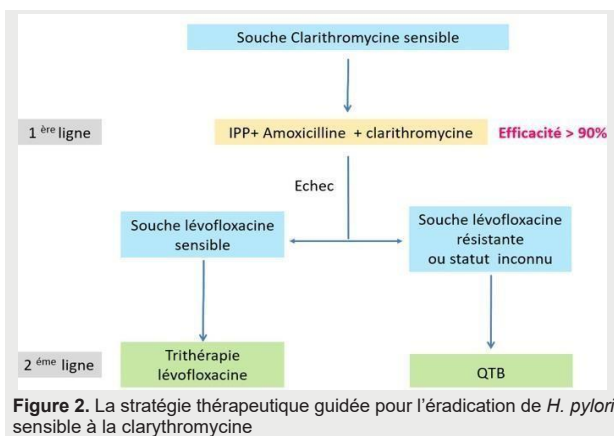 Souche Clarithromycine sensible
1 ère ligne
IPP+ Amoxicilline + clarithromycine
Efficacité > 90%
Echec
Souche lévofloxacine
sensible
Souche lévofloxacine
résistante
ou statut inconnu
2 éme ligne
Trithérapie
lévofloxacine
QTB
Figure 2. La stratégie thérapeutique guidée pour l'éradication de H. pylori
sensible à la clarythromycine